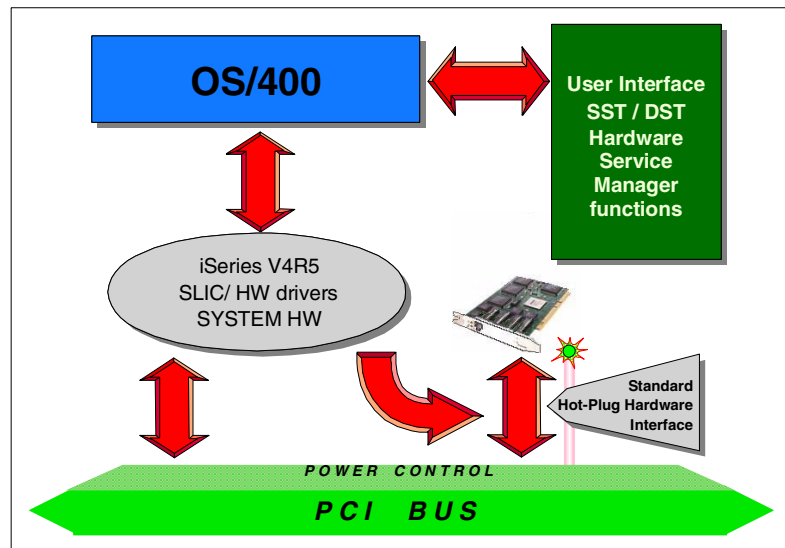 OS/400
User Interface
SST / DST
Hardware
Service
Manager
functions
iSeries V4R5
SLIC/ HW drivers
SYSTEM HW
Standard
Hot-Plug Hardware
Interface
POWER CONTROL
PCI BUS